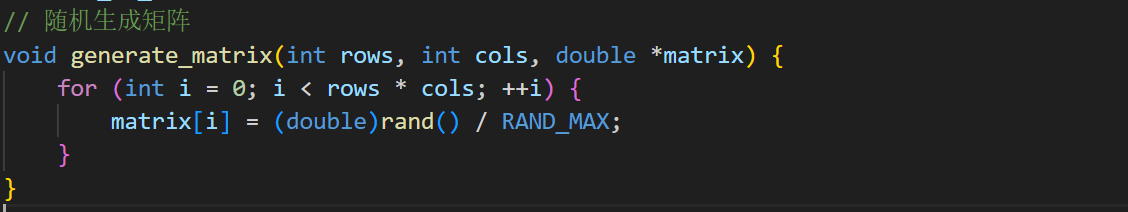 // 随机生成矩阵
void generate_matrix(int rows, int cols, double *matrix) {
    for (int i = 0; i < rows * cols; ++i) {
        matrix[i] = (double)rand() / RAND_MAX;
    }
}